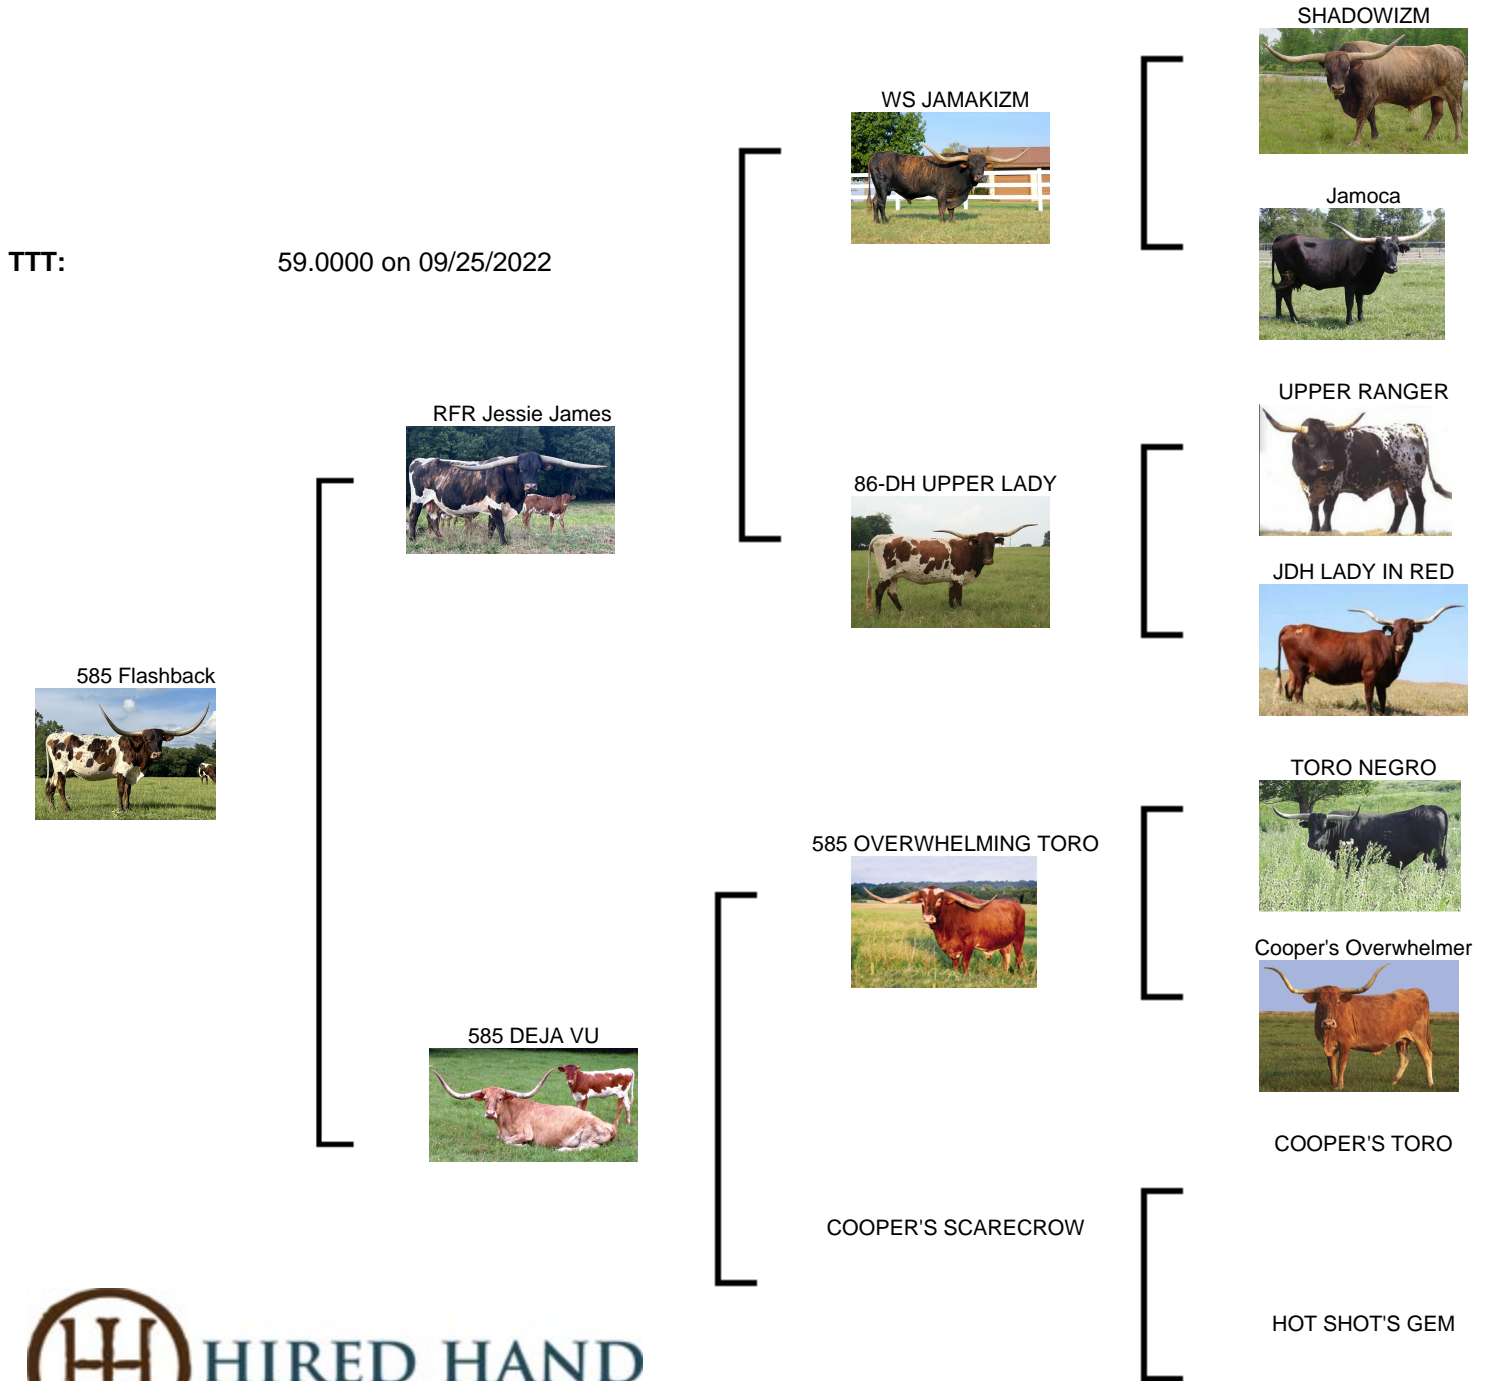 SHADOWIZM
WS JAMAKIZM
Jamoca
TTT: 59.0000 on 09/25/2022
UPPER RANGER
RFR Jessie James
86-DH UPPER LADY
JDH LADY IN RED
585 Flashback
TORO NEGRO
585 OVERWHELMING TORO
Cooper's Overwhelmer
585 DEJA VU
COOPER'S TORO
COOPER'S SCARECROW
HOT SHOT'S GEM
HIRED HAND